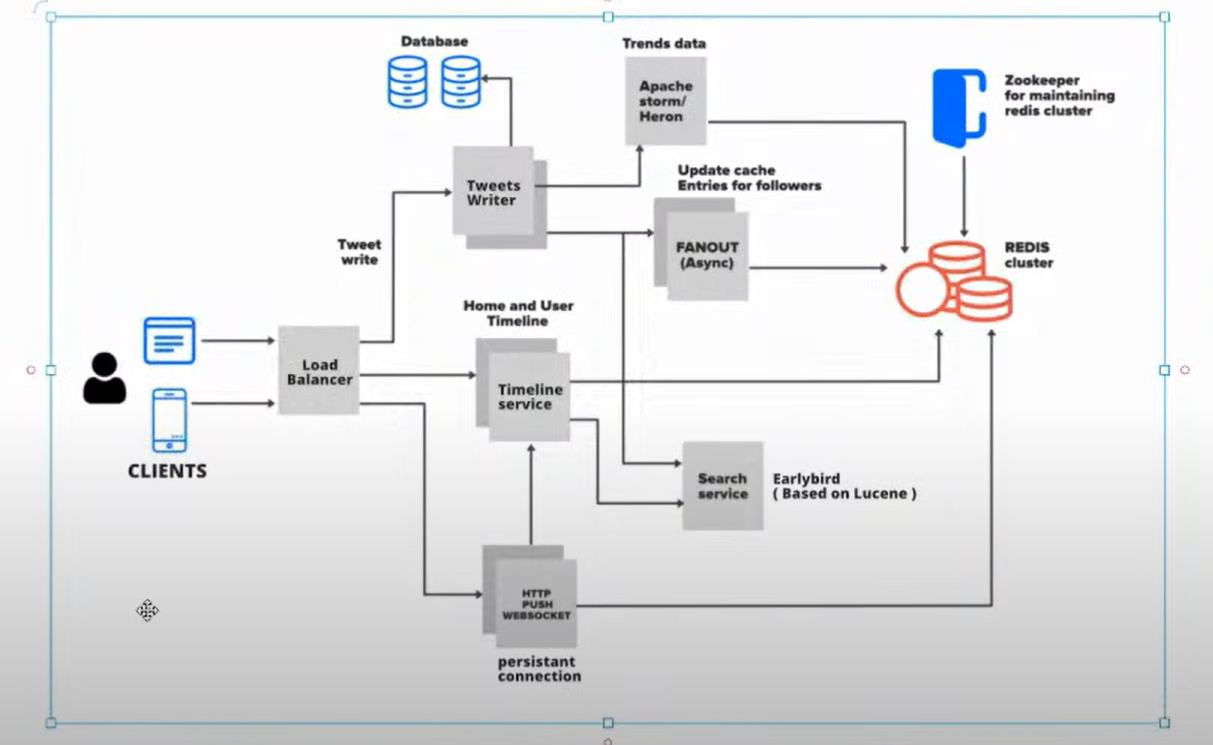 Database
Trends data
Apache
storm/
Heron
Zookeeper
for maintaining
redis cluster
Tweets
Writer
Update cache
Entries for followers
Tweet
write
FANOUT
(Async)
REDIS
cluster
Home and User
Timeline
Load
Balancer
Timeline
service
CLIENTS
Search
service
Earlybird
( Based on Lucene )
HTTP
PUSH
WEBSOCKET
persistant
connection